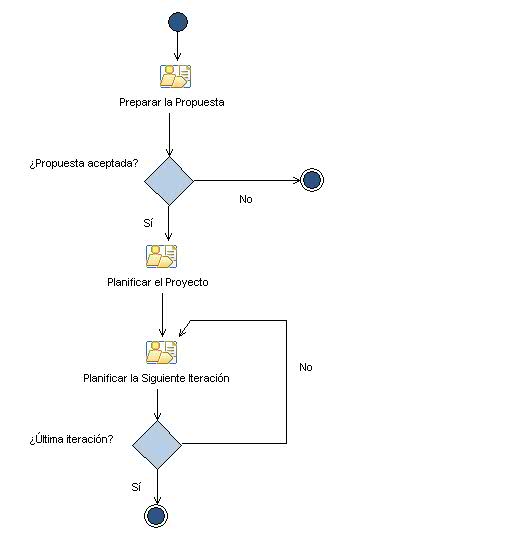 Preparar la Propuesta
¿Propuesta aceptada?
No
Sí
Planificar el Proyecto
Planificar la Siguiente Iteración
No
¿Última iteración?
Sí